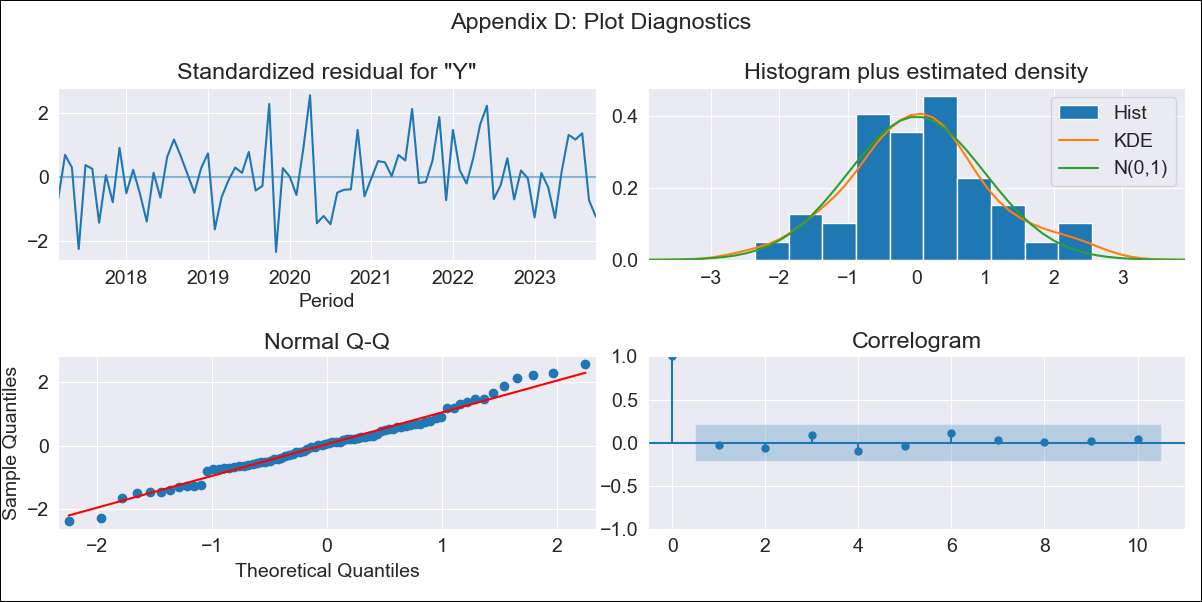 Appendix D: Plot Diagnostics
Standardized residual for "Y"
2
0
−2
2018 2019 2020 2021 2022 2023
Period
Histogram plus estimated density
0.4
0.2
0.0
Hist
KDE
N(0,1)
−3 −2 −1 0 1 2 3
Normal Q-Q
Sample Quantiles
2
0
−2
−2 −1 0 1 2
Theoretical Quantiles
Correlogram
1.0
0.5
0.0
−0.5
−1.0
0 2 4 6 8 10